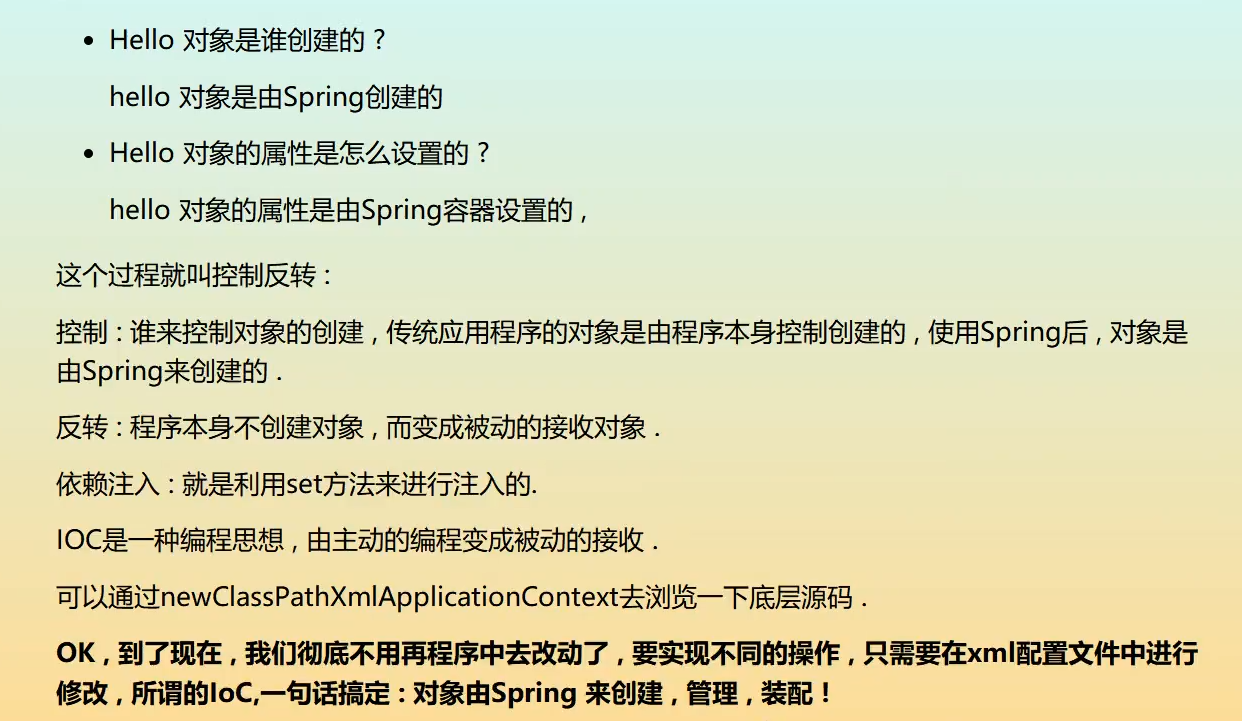 Hello 对象是谁创建的 ?
hello 对象是由Spring创建的
Hello 对象的属性是怎么设置的 ?
hello 对象的属性是由Spring容器设置的 ,
这个过程就叫控制反转 :
控制 : 谁来控制对象的创建 , 传统应用程序的对象是由程序本身控制创建的 , 使用Spring后 , 对象是
由Spring来创建的 .
反转 : 程序本身不创建对象 , 而变成被动的接收对象 .
依赖注入 : 就是利用set方法来进行注入的.
IOC是一种编程思想 , 由主动的编程变成被动的接收 .
可以通过newClassPathXmlApplicationContext去浏览一下底层源码 .
OK , 到了现在 , 我们彻底不用再程序中去改动了 , 要实现不同的操作 , 只需要在xml配置文件中进行
修改 , 所谓的IoC,一句话搞定 : 对象由Spring 来创建 , 管理 , 装配 !